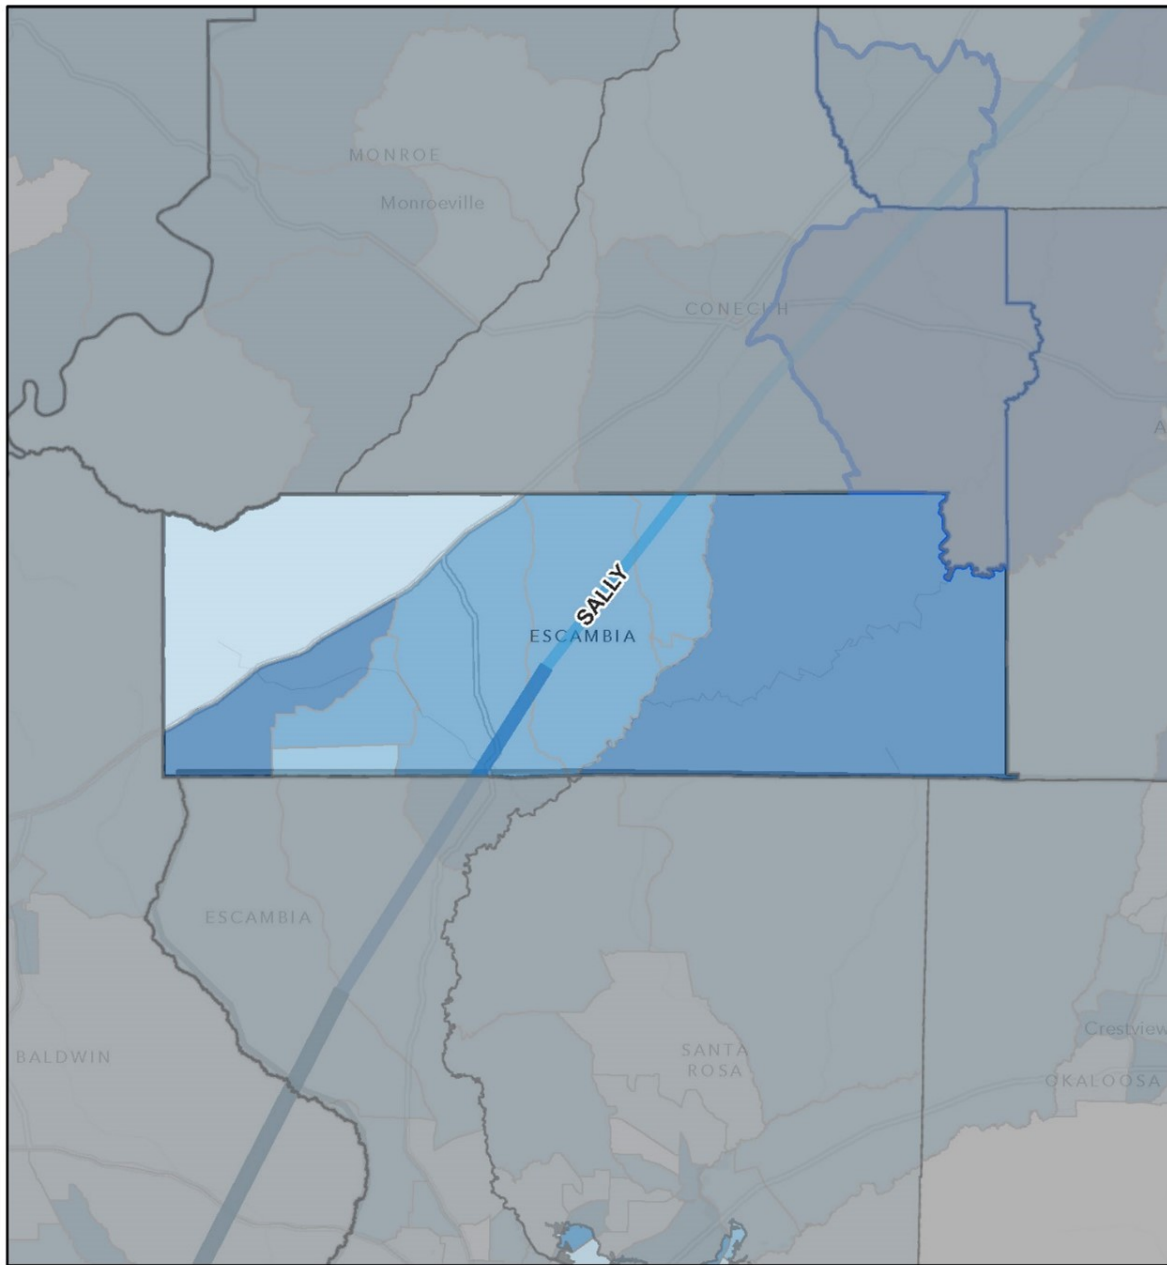 MONROE
Monroeville
CONECUH
A
SALLY
ESCAMBIA
ESCAMBIA
BALDWIN
SANTA
ROSA
Crestview
OKALOOSA